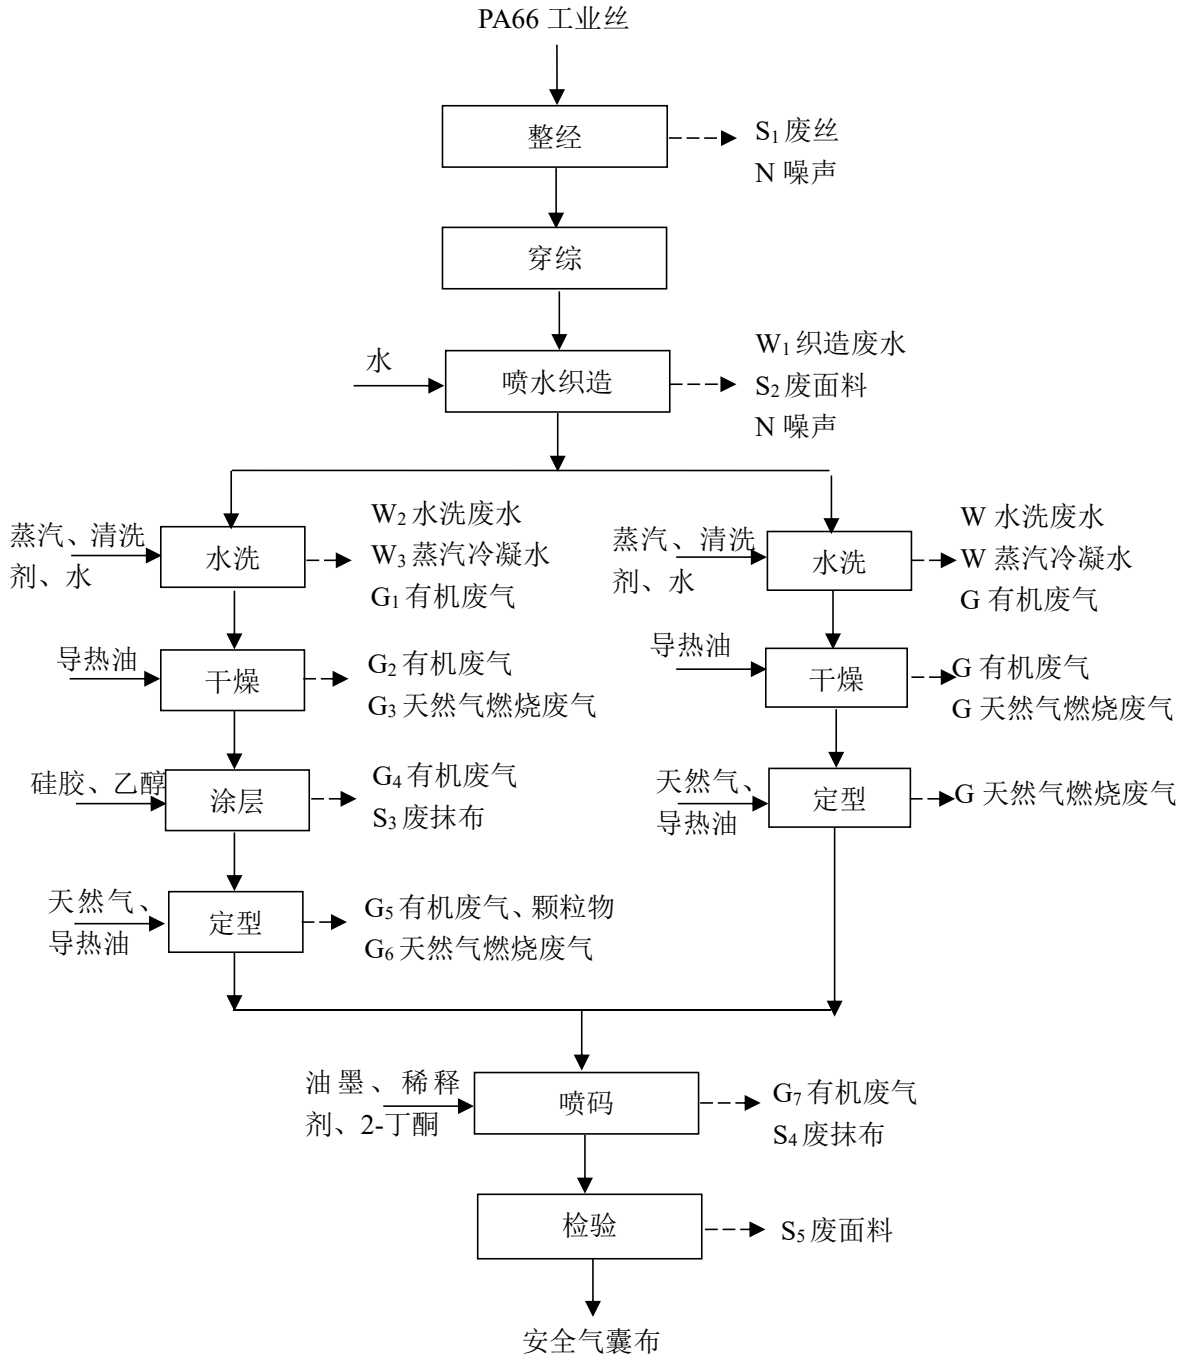 PA66 工业丝
整经
S₁ 废丝
N 噪声
穿综
水
喷水织造
W₁ 织造废水
S₂ 废面料
N 噪声
蒸汽、清洗
剂、水
水洗
W₂ 水洗废水
W₃ 蒸汽冷凝水
G₁ 有机废气
蒸汽、清洗
剂、水
水洗
W 水洗废水
W 蒸汽冷凝水
G 有机废气
导热油
干燥
G₂ 有机废气
G₃ 天然气燃烧废气
导热油
干燥
G 有机废气
G 天然气燃烧废气
硅胶、乙醇
涂层
G₄ 有机废气
S₃ 废抹布
天然气、
导热油
定型
G 天然气燃烧废气
天然气、
导热油
定型
G₅ 有机废气、颗粒物
G₆ 天然气燃烧废气
油墨、稀释
剂、2-丁酮
喷码
G₇ 有机废气
S₄ 废抹布
检验
S₅ 废面料
安全气囊布